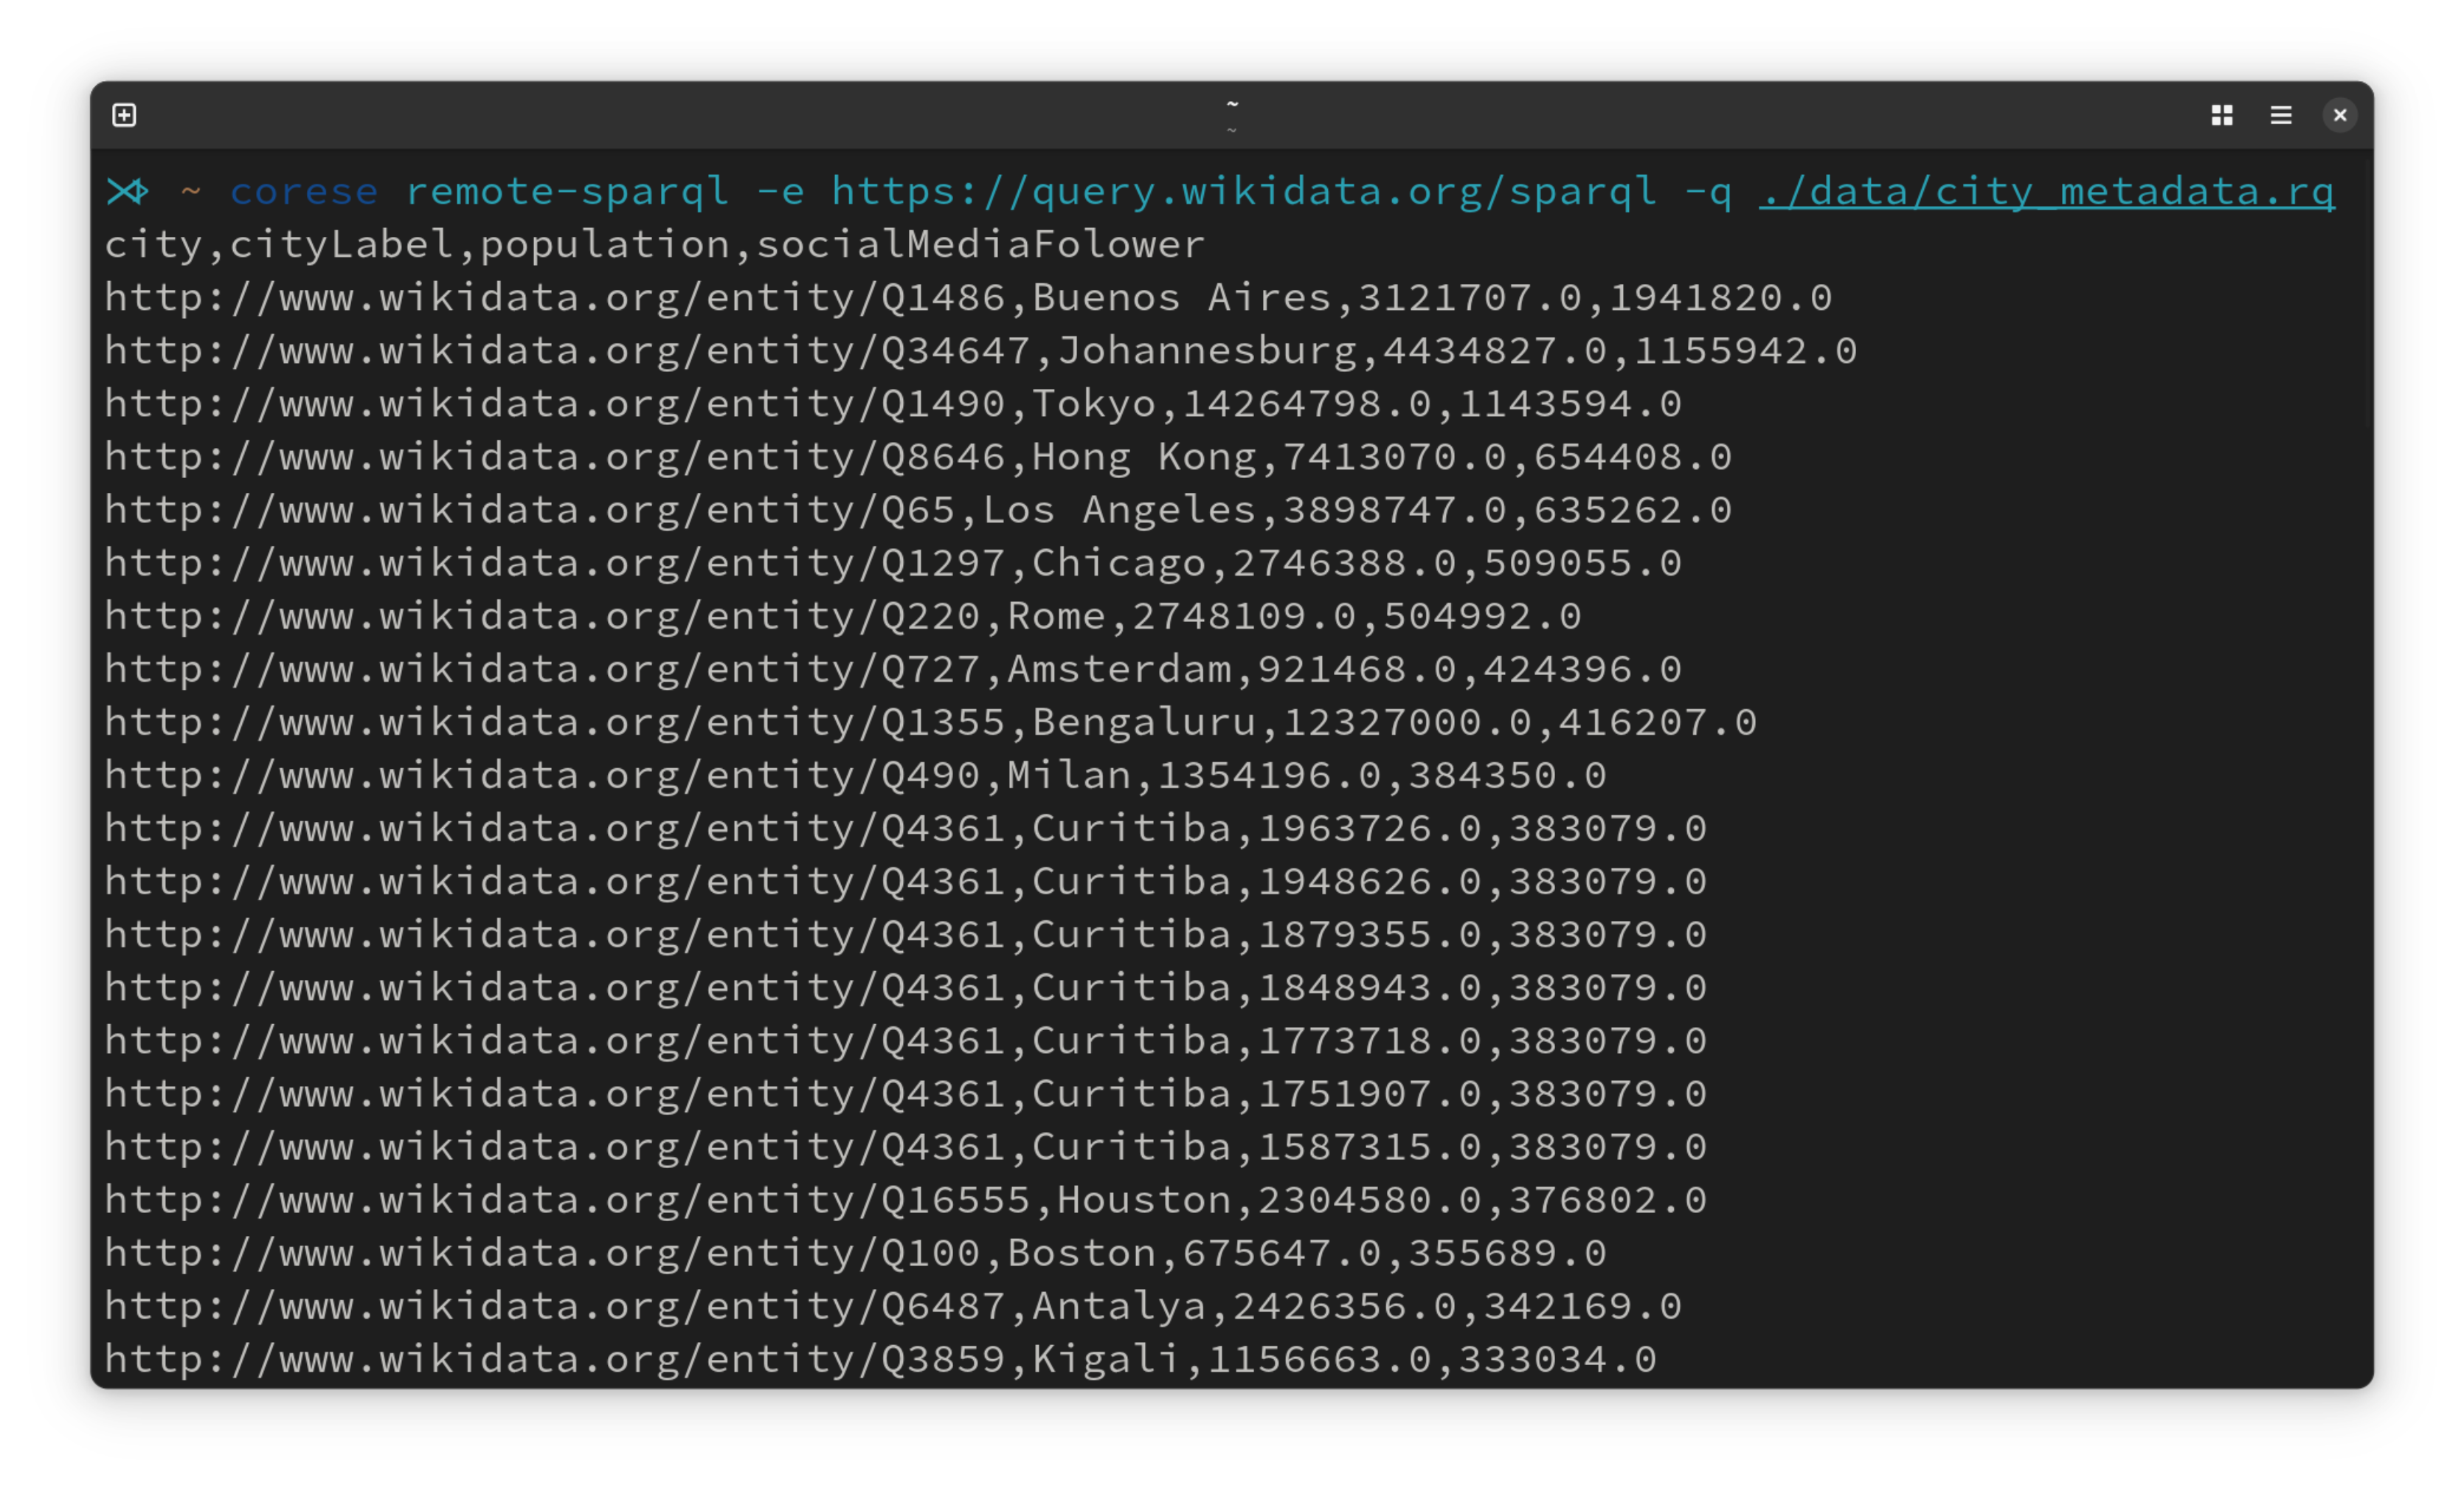 ~
~
~ corese remote-sparql -e https://query.wikidata.org/sparql -q ./data/city_metadata.rq
city,cityLabel,population,socialMediaFolower
http://www.wikidata.org/entity/Q1486,Buenos Aires,3121707.0,1941820.0
http://www.wikidata.org/entity/Q34647,Johannesburg,4434827.0,1155942.0
http://www.wikidata.org/entity/Q1490,Tokyo,14264798.0,1143594.0
http://www.wikidata.org/entity/Q8646,Hong Kong,7413070.0,654408.0
http://www.wikidata.org/entity/Q65,Los Angeles,3898747.0,635262.0
http://www.wikidata.org/entity/Q1297,Chicago,2746388.0,509055.0
http://www.wikidata.org/entity/Q220,Rome,2748109.0,504992.0
http://www.wikidata.org/entity/Q727,Amsterdam,921468.0,424396.0
http://www.wikidata.org/entity/Q1355,Bengaluru,12327000.0,416207.0
http://www.wikidata.org/entity/Q490,Milan,1354196.0,384350.0
http://www.wikidata.org/entity/Q4361,Curitiba,1963726.0,383079.0
http://www.wikidata.org/entity/Q4361,Curitiba,1948626.0,383079.0
http://www.wikidata.org/entity/Q4361,Curitiba,1879355.0,383079.0
http://www.wikidata.org/entity/Q4361,Curitiba,1848943.0,383079.0
http://www.wikidata.org/entity/Q4361,Curitiba,1773718.0,383079.0
http://www.wikidata.org/entity/Q4361,Curitiba,1751907.0,383079.0
http://www.wikidata.org/entity/Q4361,Curitiba,1587315.0,383079.0
http://www.wikidata.org/entity/Q16555,Houston,2304580.0,376802.0
http://www.wikidata.org/entity/Q100,Boston,675647.0,355689.0
http://www.wikidata.org/entity/Q6487,Antalya,2426356.0,342169.0
http://www.wikidata.org/entity/Q3859,Kigali,1156663.0,333034.0